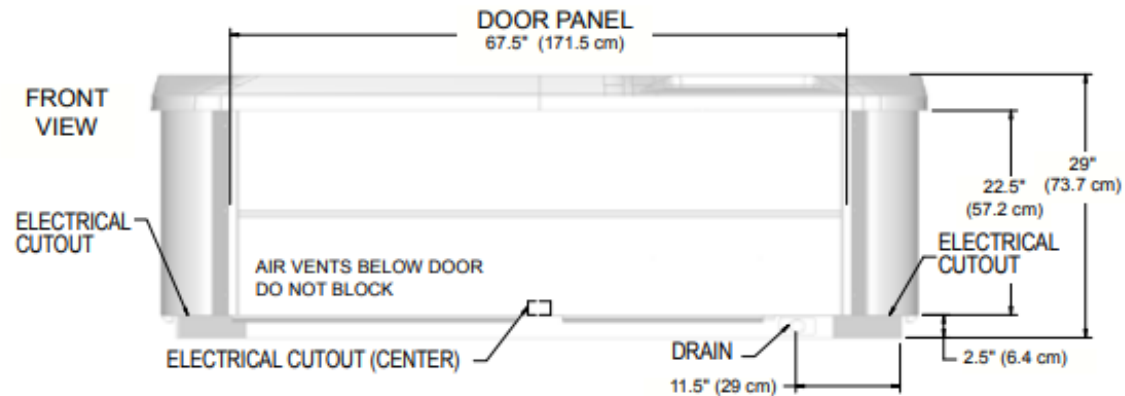 DOOR PANEL
67.5" (171.5 cm)
FRONT
VIEW
29"
(73.7 cm)
22.5"
(57.2 cm)
ELECTRICAL
CUTOUT
ELECTRICAL
CUTOUT
AIR VENTS BELOW DOOR
DO NOT BLOCK
ELECTRICAL CUTOUT (CENTER)
DRAIN
2.5" (6.4 cm)
11.5" (29 cm)